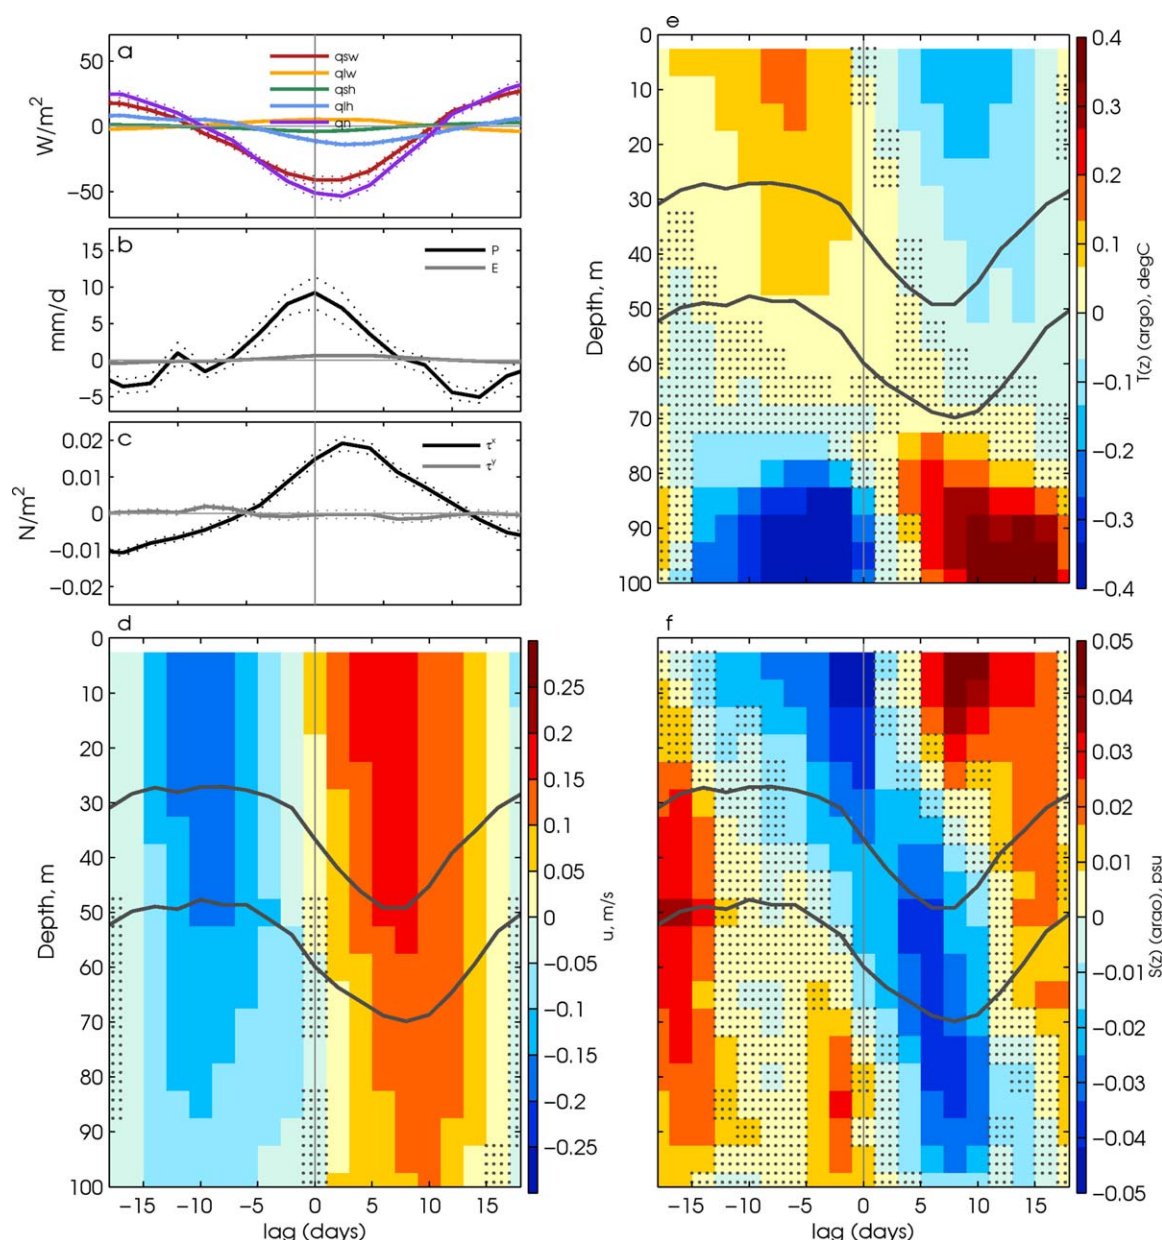 a
qsw
qlw
qsh
qlh
qn
50
0
−50
W/m²
b
P
E
15
10
5
0
−5
mm/d
c
τˣ
τʸ
0.02
0.01
0
−0.01
−0.02
N/m²
d
0
10
20
30
40
50
60
70
80
90
100
Depth, m
−15 −10 −5 0 5 10 15
lag (days)
0.25
0.2
0.15
0.1
0.05
0
−0.05
−0.1
−0.15
−0.2
−0.25
u, m/s
e
0
10
20
30
40
50
60
70
80
90
100
Depth, m
0.4
0.3
0.2
0.1
0
−0.1
−0.2
−0.3
−0.4
T(z) (argo), degC
f
−15 −10 −5 0 5 10 15
lag (days)
0.05
0.04
0.03
0.02
0.01
0
−0.01
−0.02
−0.03
−0.04
−0.05
S(z) (argo), psu